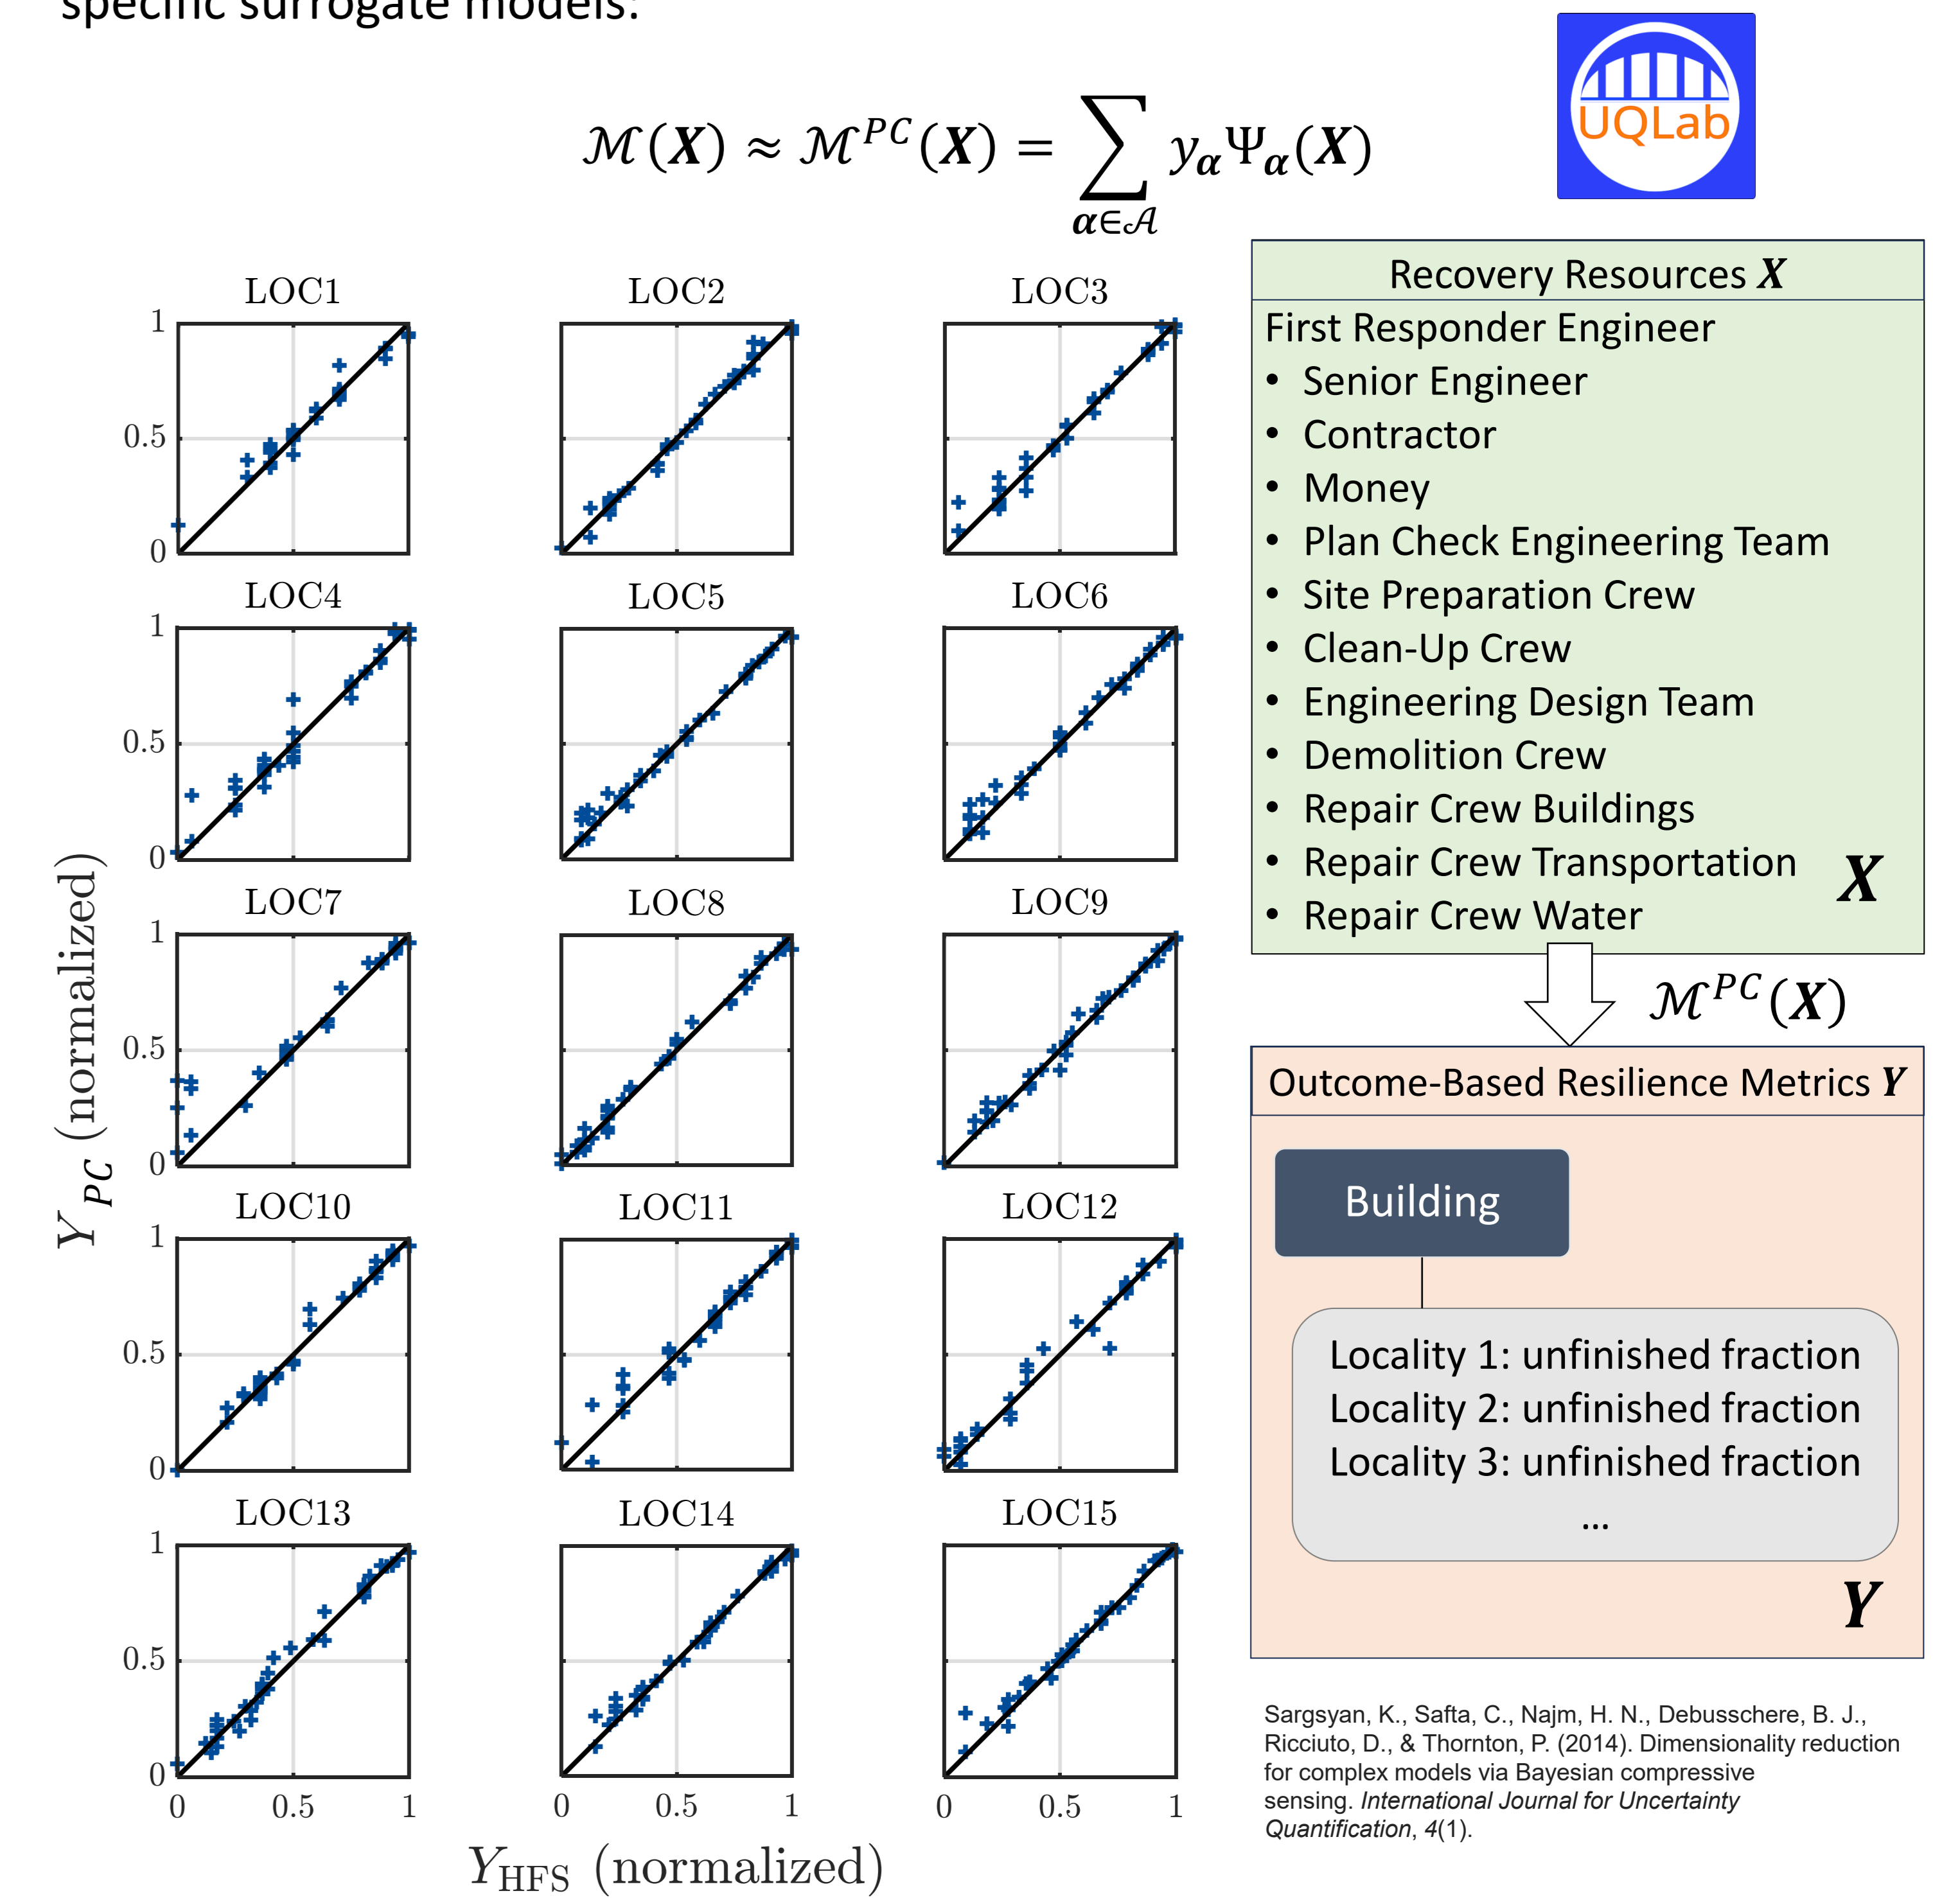 specific surrogate models:
ℳ(X) ≈ ℳ^PC(X) = ∑_{α∈𝒜} y_α Ψ_α(X)
UQLab
LOC1 LOC2 LOC3
1
0.5
0
LOC4 LOC5 LOC6
1
0.5
0
LOC7 LOC8 LOC9
1
0.5
0
LOC10 LOC11 LOC12
1
0.5
0
LOC13 LOC14 LOC15
1
0.5
0
0 0.5 1 0 0.5 1 0 0.5 1
Y_PC (normalized)
Y_HFS (normalized)
Recovery Resources X
First Responder Engineer
• Senior Engineer
• Contractor
• Money
• Plan Check Engineering Team
• Site Preparation Crew
• Clean-Up Crew
• Engineering Design Team
• Demolition Crew
• Repair Crew Buildings
• Repair Crew Transportation
• Repair Crew Water
X
ℳ^PC(X)
Outcome-Based Resilience Metrics Y
Building
Locality 1: unfinished fraction
Locality 2: unfinished fraction
Locality 3: unfinished fraction
...
Y
Sargsyan, K., Safta, C., Najm, H. N., Debusschere, B. J.,
Ricciuto, D., & Thornton, P. (2014). Dimensionality reduction
for complex models via Bayesian compressive
sensing. International Journal for Uncertainty
Quantification, 4(1).